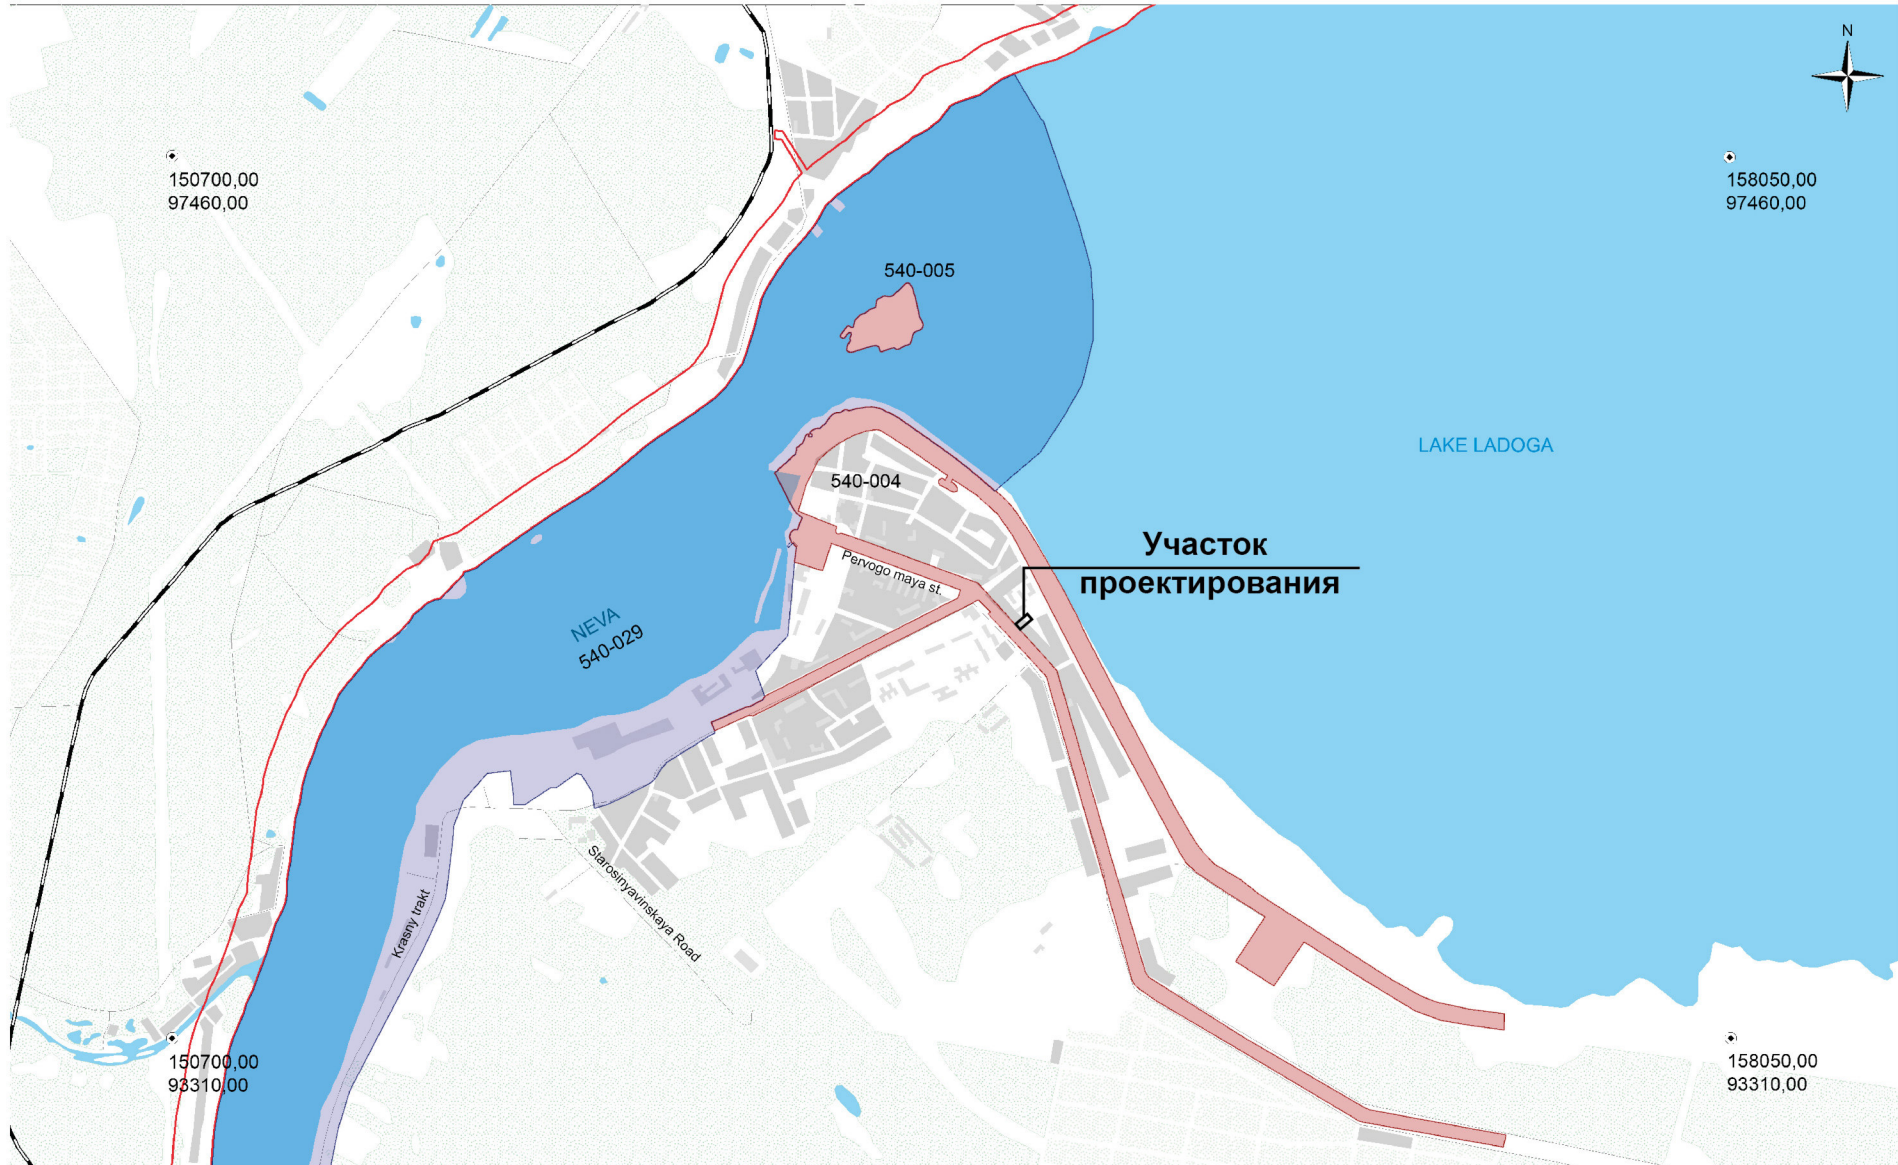 N
150700,00
97460,00
158050,00
97460,00
540-005
LAKE LADOGA
540-004
Участок
проектирования
Pervogo maya st.
NEVA
540-029
Starosinyavinskaya Road
Krasny trakt
150700,00
93310,00
158050,00
93310,00